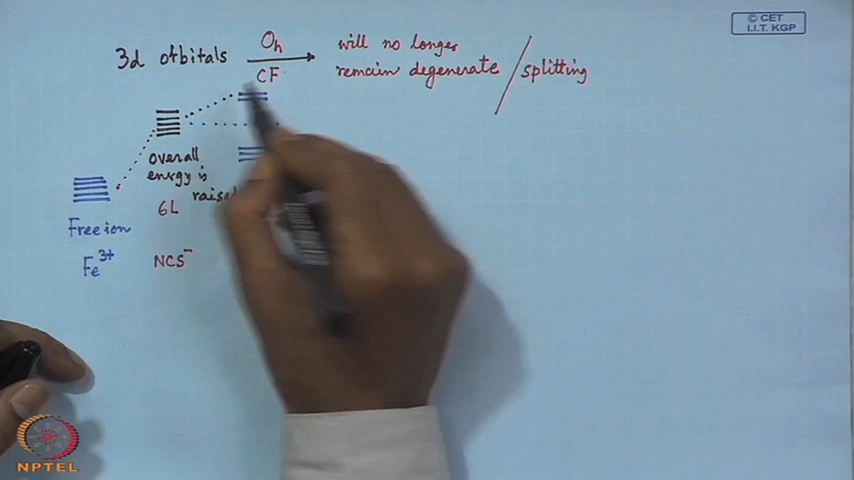 © CET
I.I.T. KGP
3d orbitals
Oh
CF
will no longer
remain degenerate / splitting
overall
energy is
raised
Free ion
6L
Fe3+
NCS-
NPTEL